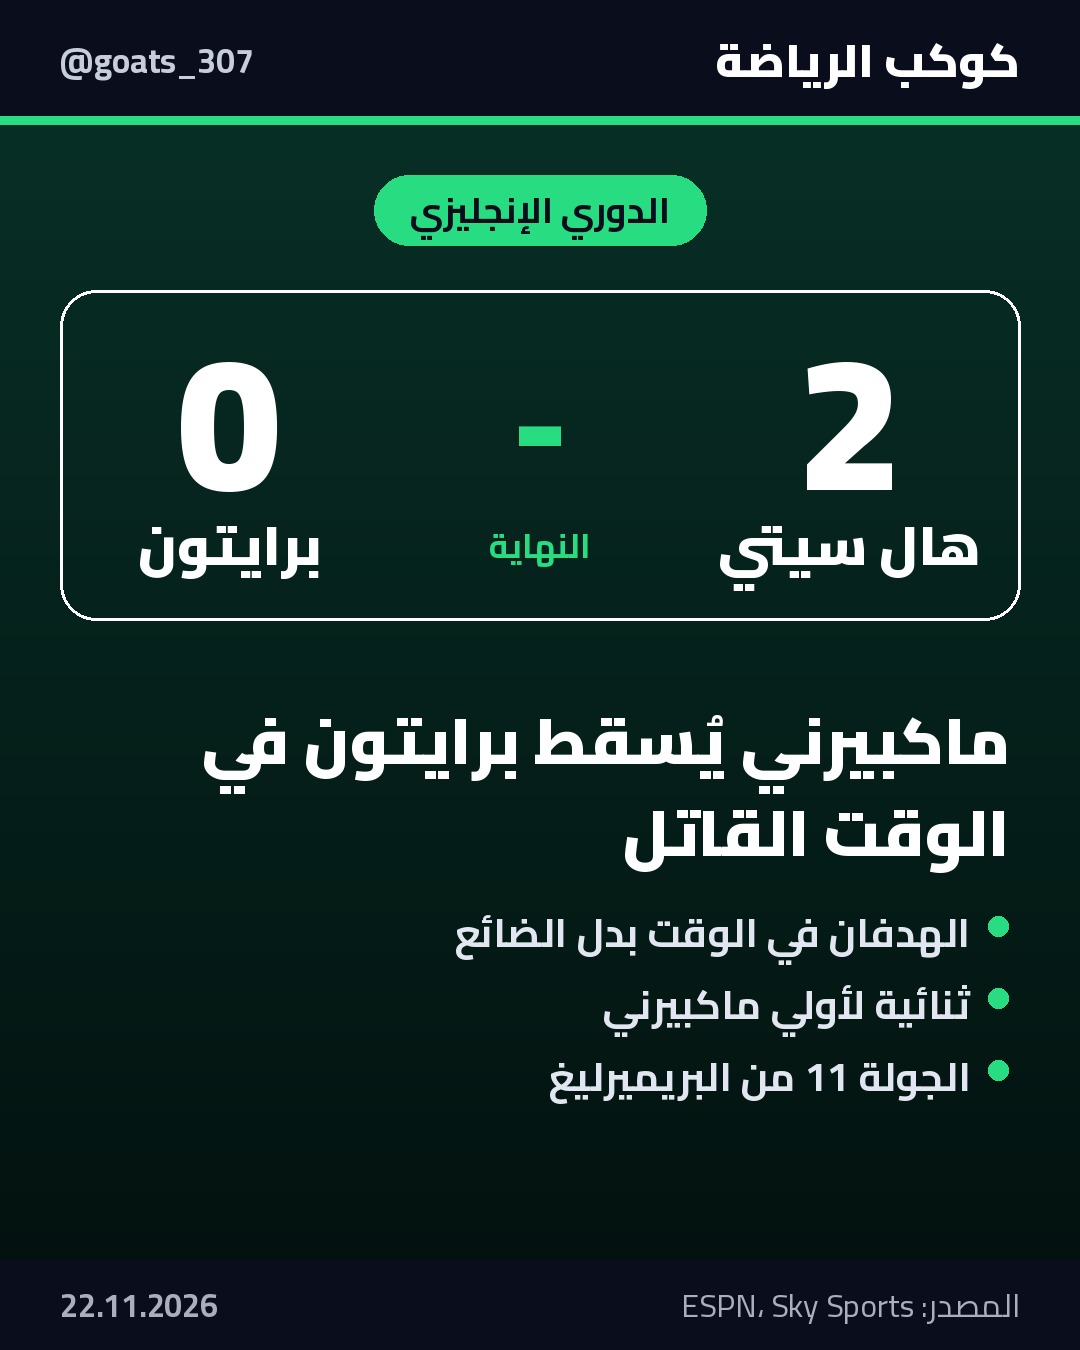 كوكب الرياضة
@goats_307
الدوري الإنجليزي
2 - 0
هال سيتي النهاية برايتون
ماكبيرني يُسقط برايتون في
الوقت القاتل
الهدفان في الوقت بدل الضائع
ثنائية لأولي ماكبيرني
الجولة 11 من البريميرليغ
المصدر: ESPN، Sky Sports
22.11.2026